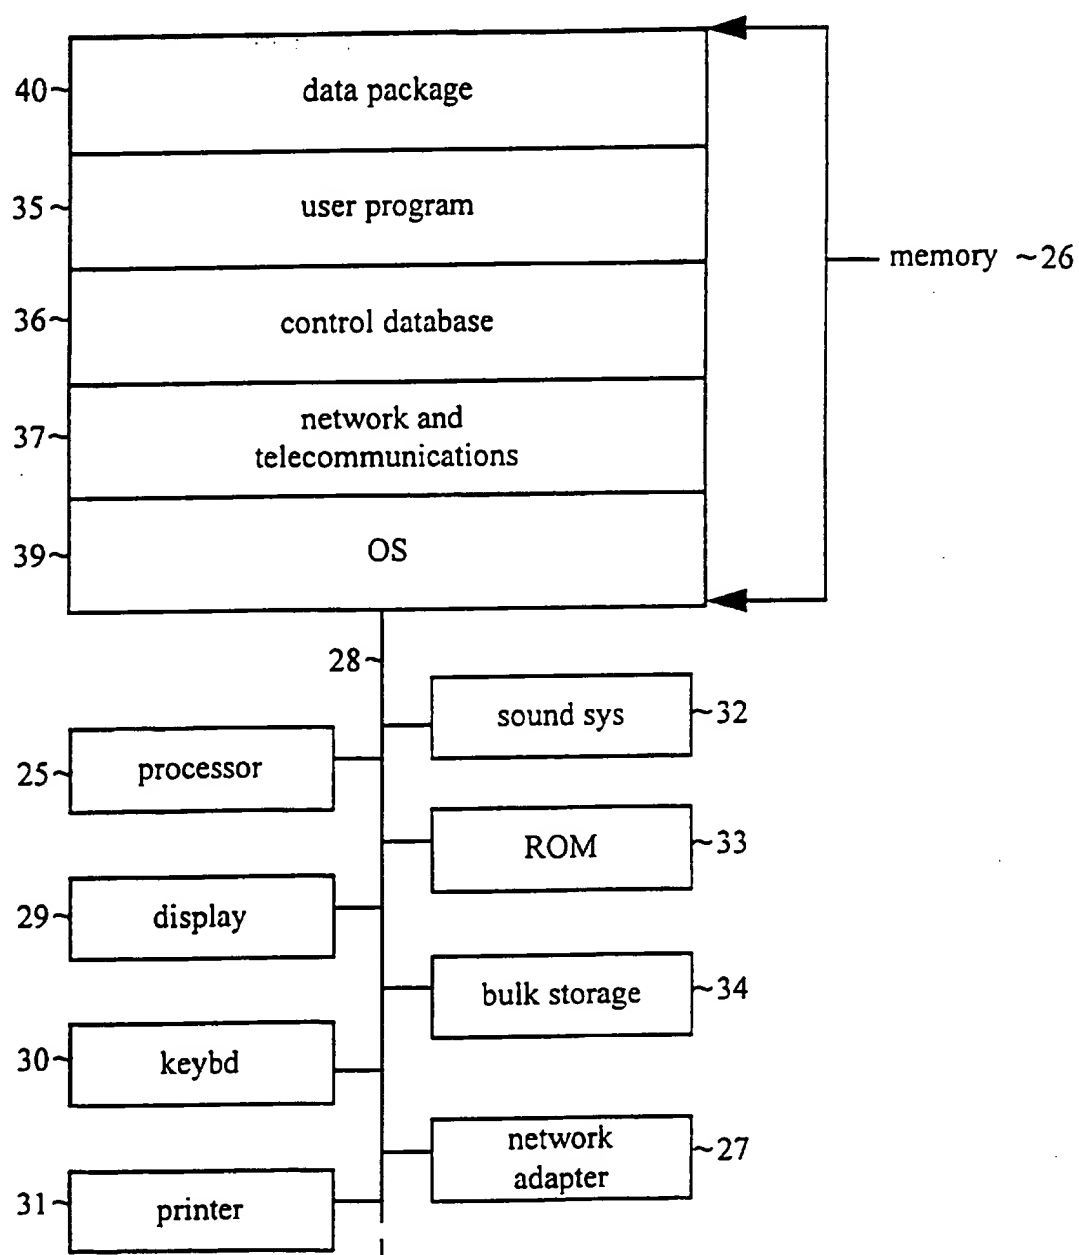 40~ data package
35~ user program
memory ~26
36~ control database
37~ network and
telecommunications
39~ OS
28~
sound sys ~32
25~ processor
ROM ~33
29~ display
bulk storage ~34
30~ keybd
network
adapter ~27
31~ printer